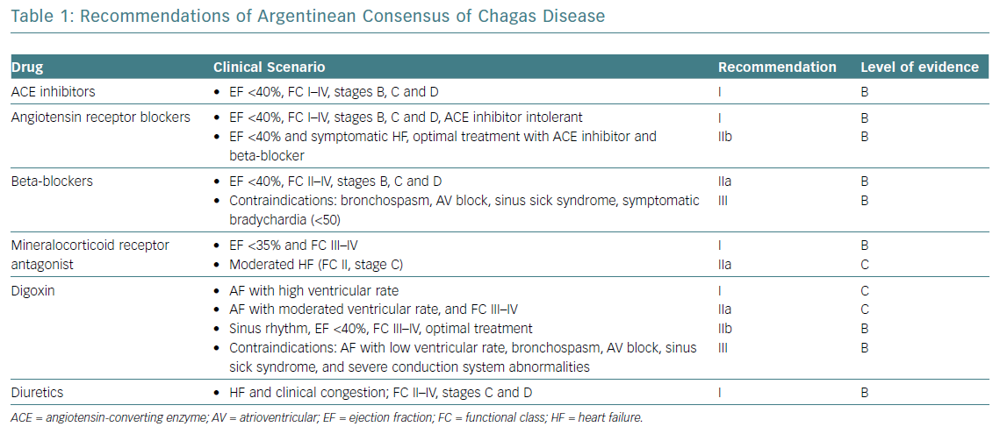 Table 1: Recommendations of Argentinean Consensus of Chagas Disease
Drug Clinical Scenario Recommendation Level of evidence
ACE inhibitors • EF <40%, FC I–IV, stages B, C and D I B
Angiotensin receptor blockers • EF <40%, FC I–IV, stages B, C and D, ACE inhibitor intolerant I B
• EF <40% and symptomatic HF, optimal treatment with ACE inhibitor and IIb B
beta-blocker
Beta-blockers • EF <40%, FC II–IV, stages B, C and D IIa B
• Contraindications: bronchospasm, AV block, sinus sick syndrome, symptomatic III B
bradychardia (<50)
Mineralocorticoid receptor • EF <35% and FC III–IV I B
antagonist • Moderated HF (FC II, stage C) IIa C
Digoxin • AF with high ventricular rate I C
• AF with moderated ventricular rate, and FC III–IV IIa C
• Sinus rhythm, EF <40%, FC III–IV, optimal treatment IIb B
• Contraindications: AF with low ventricular rate, bronchospasm, AV block, sinus III B
sick syndrome, and severe conduction system abnormalities
Diuretics • HF and clinical congestion; FC II–IV, stages C and D I B
ACE = angiotensin-converting enzyme; AV = atrioventricular; EF = ejection fraction; FC = functional class; HF = heart failure.